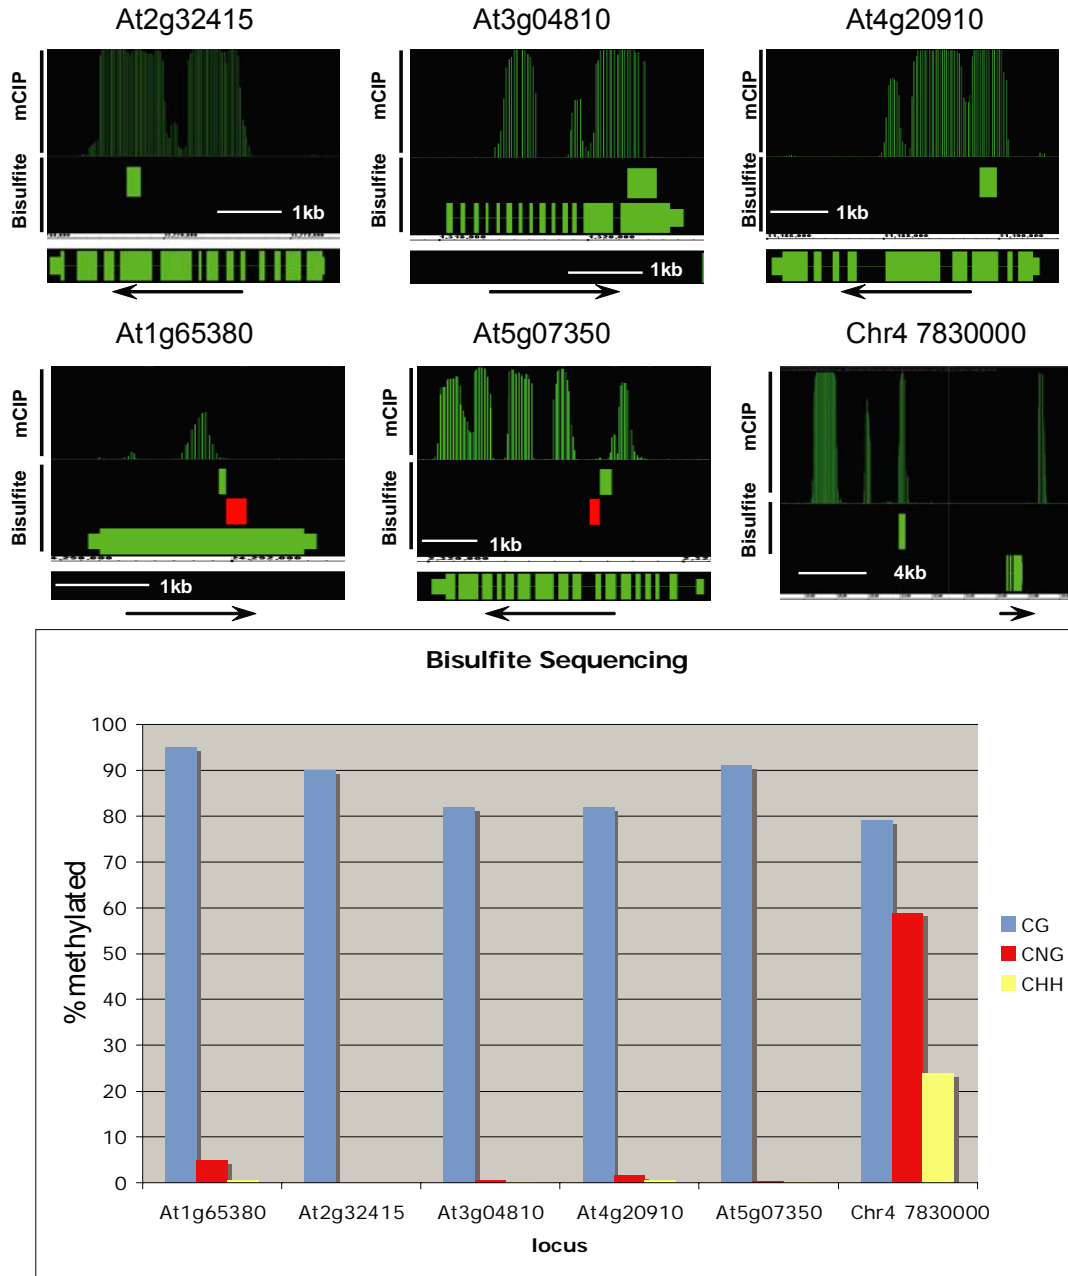 At2g32415 At3g04810 At4g20910
mCIP mCIP mCIP
Bisulfite Bisulfite Bisulfite
1kb 1kb 1kb
At1g65380 At5g07350 Chr4 7830000
mCIP mCIP mCIP
Bisulfite Bisulfite Bisulfite
1kb 1kb 4kb
Bisulfite Sequencing
% methylated
100
90
80
70
60
50
40
30
20
10
0
CG
CNG
CHH
At1g65380 At2g32415 At3g04810 At4g20910 At5g07350 Chr4 7830000
locus